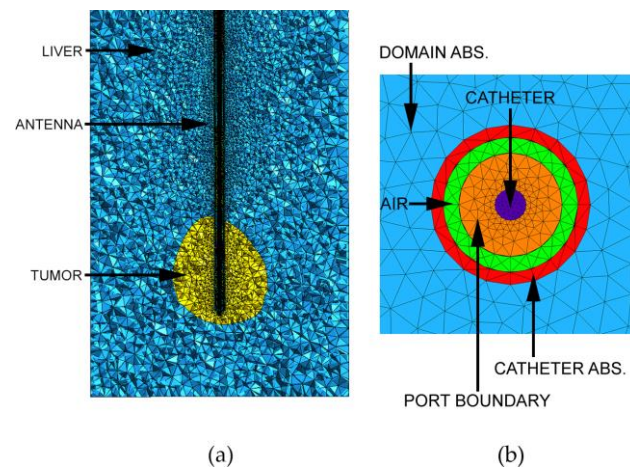 LIVER
ANTENNA
TUMOR
(a)
DOMAIN ABS.
CATHETER
AIR
CATHETER ABS.
PORT BOUNDARY
(b)